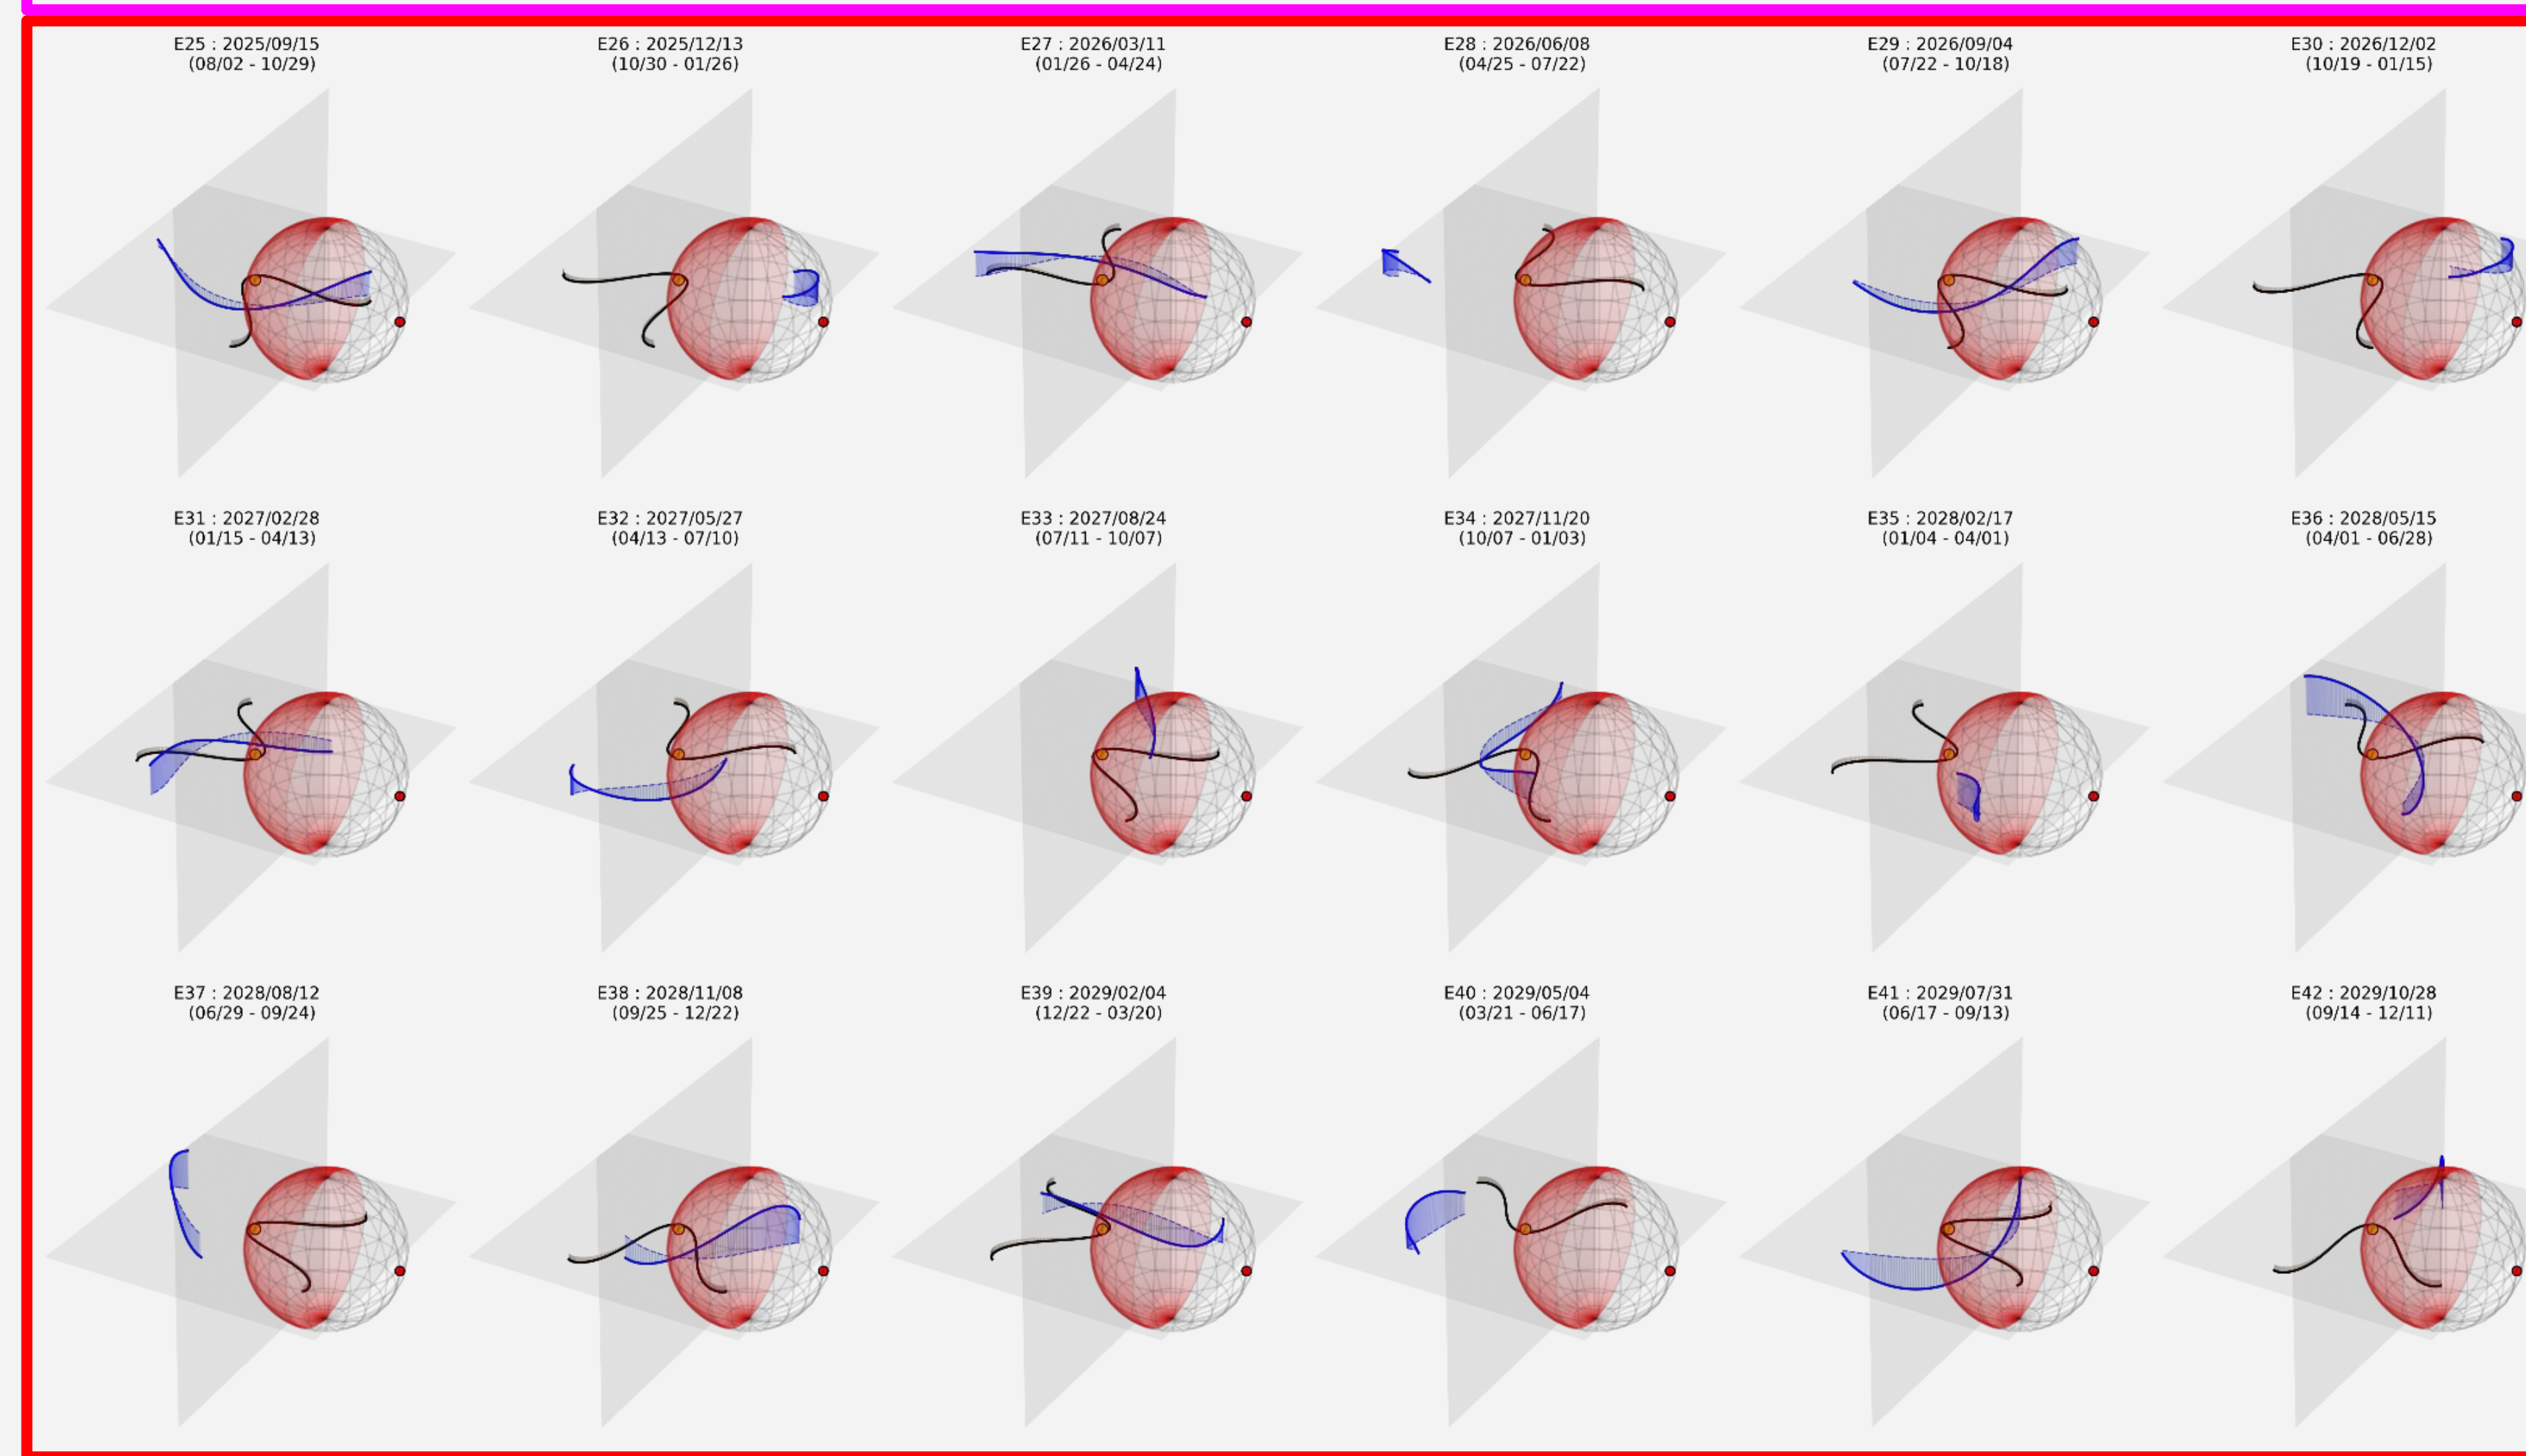 E25 : 2025/09/15
(08/02 - 10/29)
E26 : 2025/12/13
(10/30 - 01/26)
E27 : 2026/03/11
(01/26 - 04/24)
E28 : 2026/06/08
(04/25 - 07/22)
E29 : 2026/09/04
(07/22 - 10/18)
E30 : 2026/12/02
(10/19 - 01/15)
E31 : 2027/02/28
(01/15 - 04/13)
E32 : 2027/05/27
(04/13 - 07/10)
E33 : 2027/08/24
(07/11 - 10/07)
E34 : 2027/11/20
(10/07 - 01/03)
E35 : 2028/02/17
(01/04 - 04/01)
E36 : 2028/05/15
(04/01 - 06/28)
E37 : 2028/08/12
(06/29 - 09/24)
E38 : 2028/11/08
(09/25 - 12/22)
E39 : 2029/02/04
(12/22 - 03/20)
E40 : 2029/05/04
(03/21 - 06/17)
E41 : 2029/07/31
(06/17 - 09/13)
E42 : 2029/10/28
(09/14 - 12/11)